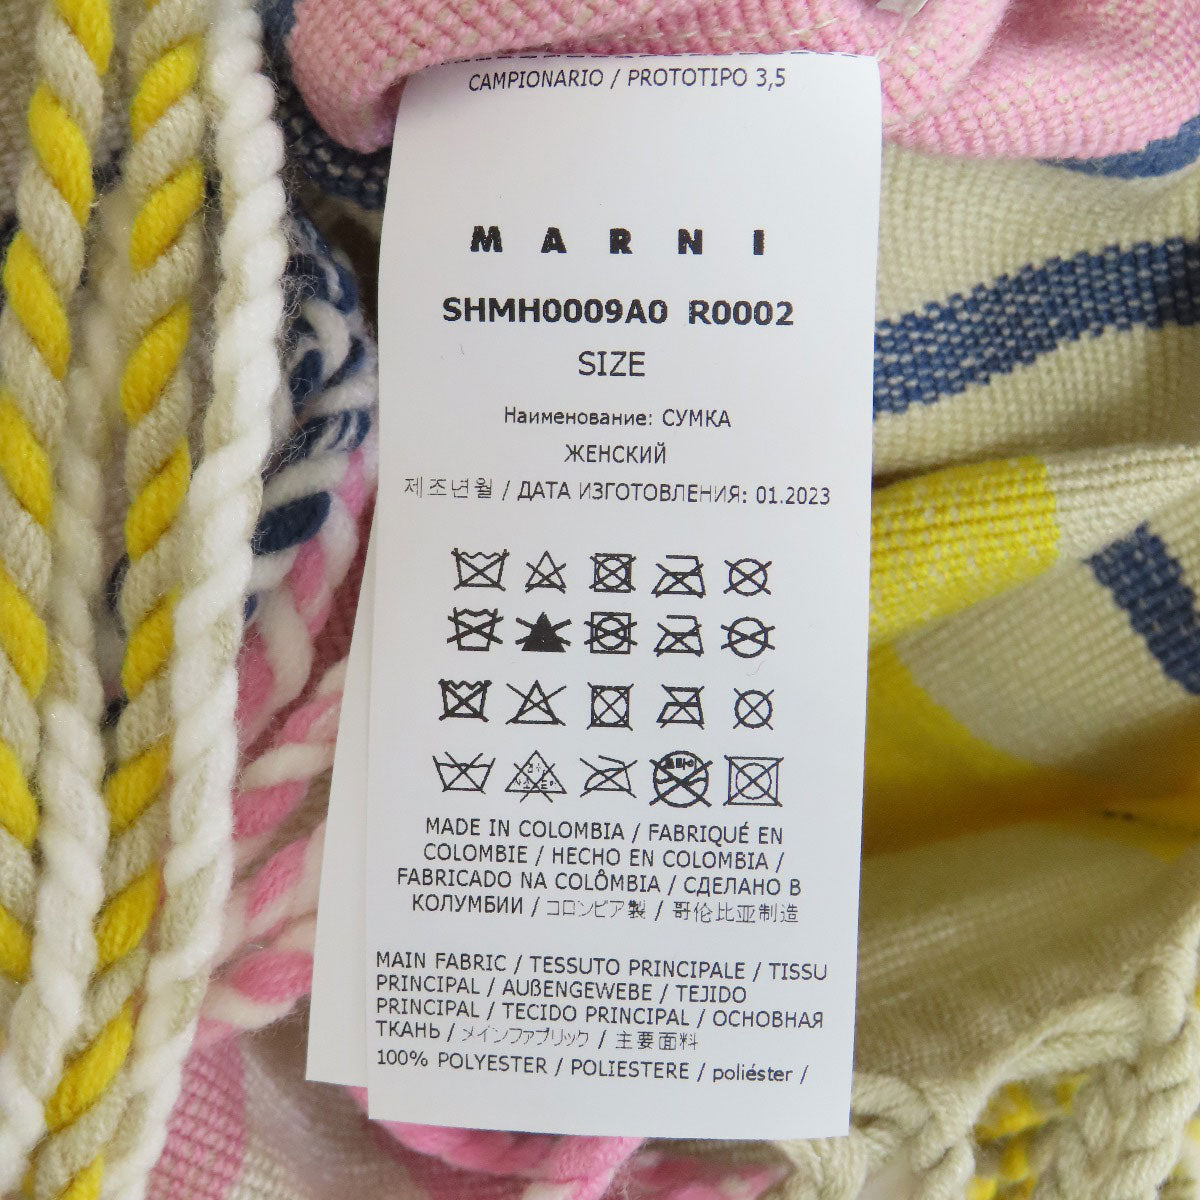 CAMPIONARIO / PROTOTIPO 3,5
MARNI
SHMH0009A0 R0002
SIZE
Наименование: СУМКА
ЖЕНСКИЙ
제조년월 / ДАТА ИЗГОТОВЛЕНИЯ: 01.2023
MADE IN COLOMBIA / FABRIQUÉ EN
COLOMBIE / HECHO EN COLOMBIA /
FABRICADO NA COLÔMBIA / СДЕЛАНО В
КОЛУМБИИ / コロンビア製 / 哥伦比亚制造
MAIN FABRIC / TESSUTO PRINCIPALE / TISSU
PRINCIPAL / AUßENGEWEBE / TEJIDO
PRINCIPAL / TECIDO PRINCIPAL / ОСНОВНАЯ
ТКАНЬ / メインファブリック / 主要面料
100% POLYESTER / POLIESTERE / poliéster /